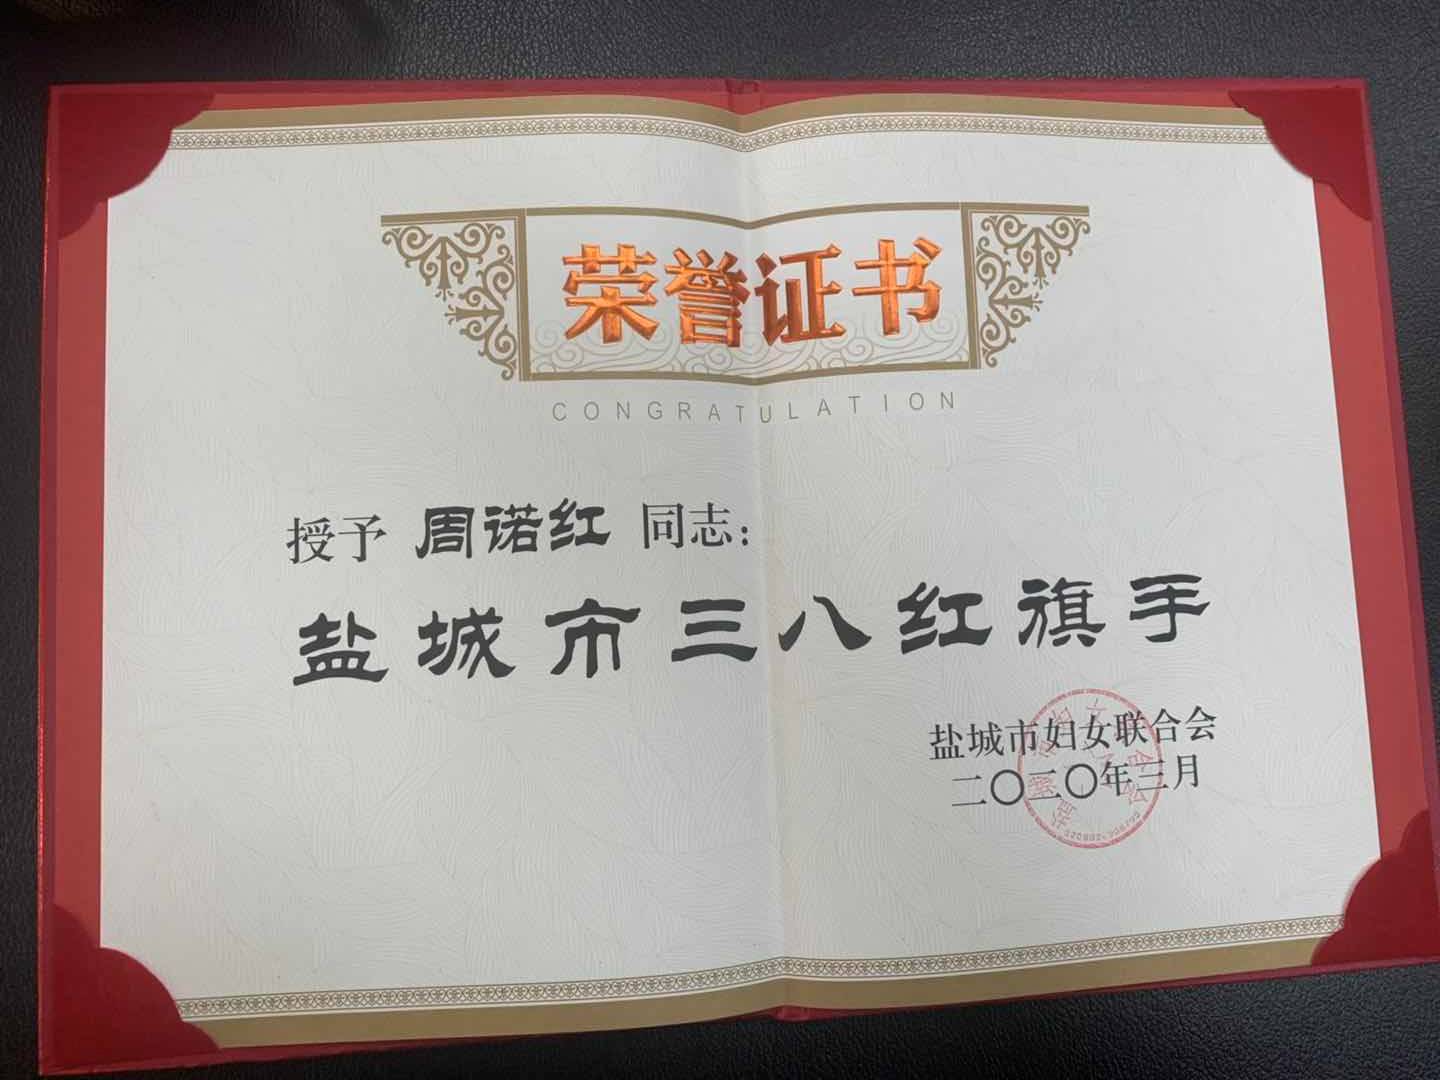 荣誉证书
CONGRATULATION
授予 周诺红 同志：
盐城市三八红旗手
盐城市妇女联合会
二〇二〇年三月